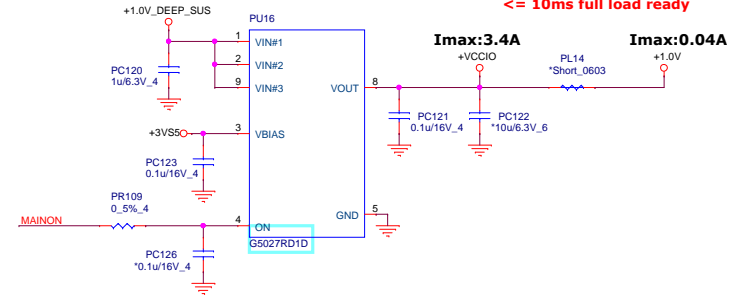 <= 10ms full load ready
+1.0V_DEEP_SUS
PU16
Imax:3.4A
Imax:0.04A
+VCCIO
PL14
+1.0V
*Short_0603
1
VIN#1
2
VIN#2
9
VIN#3
VOUT
8
PC120
1u/6.3V_4
PC121
0.1u/16V_4
PC122
*10u/6.3V_6
+3VS5
3
VBIAS
PC123
0.1u/16V_4
PR109
0_5%_4
MAINON
4
ON
GND
5
G5027RD1D
PC126
*0.1u/16V_4